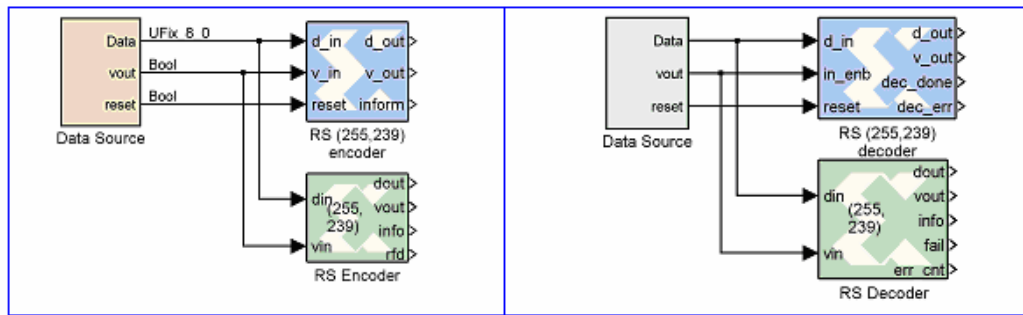 Data
vout
reset
Data Source
UFix_8_0
Bool
Bool
d_in
v_in
reset
d_out
v_out
inform
RS (255,239)
encoder
din
vin
(255,
239)
dout
vout
info
rfd
RS Encoder
Data
vout
reset
Data Source
d_in
in_enb
reset
d_out
v_out
dec_done
dec_err
RS (255,239)
decoder
din
vin
(255,
239)
dout
vout
info
fail
err_cnt
RS Decoder